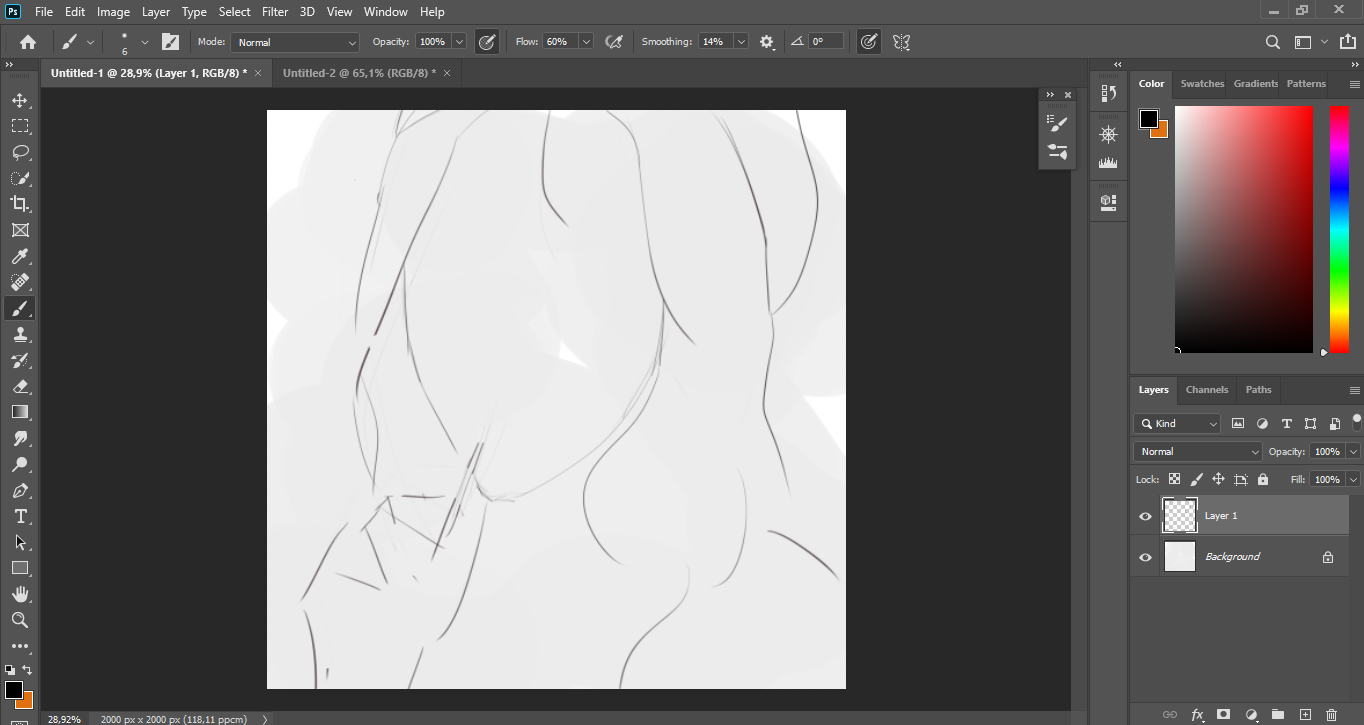 Ps File Edit Image Layer Type Select Filter 3D View Window Help
6 Mode: Normal Opacity: 100% Flow: 60% Smoothing: 14% 0°
Untitled-1 @ 28,9% (Layer 1, RGB/8) * × Untitled-2 @ 65,1% (RGB/8) * ×
Color Swatches Gradients Patterns
Layers Channels Paths
Kind
Normal Opacity: 100%
Lock: Fill: 100%
Layer 1
Background
fx
28,92% 2000 px x 2000 px (118,11 ppcm)